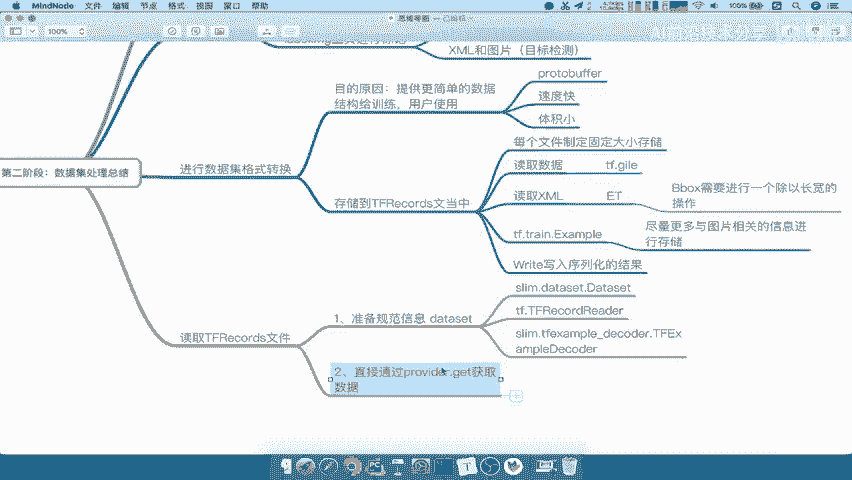 MindNode 文件 编辑 节点 格式 视图 窗口 帮助
100%
XML和图片（目标检测）
第二阶段：数据集处理总结
进行数据集格式转换
目的原因：提供更简单的数据
结构给训练，用户使用
protobuffer
速度快
体积小
存储到TFRecords文当中
每个文件制定固定大小存储
读取数据 tf.gile
读取XML ET
Bbox需要进行一个除以长宽的
操作
tf.train.Example
尽量更多与图片相关的信息进
行存储
Write写入序列化的结果
读取TFRecords文件
1、准备规范信息 dataset
slim.dataset.Dataset
tf.TFRecordReader
slim.tfexample_decoder.TFEx
ampleDecoder
2、直接通过provider.get获取
数据